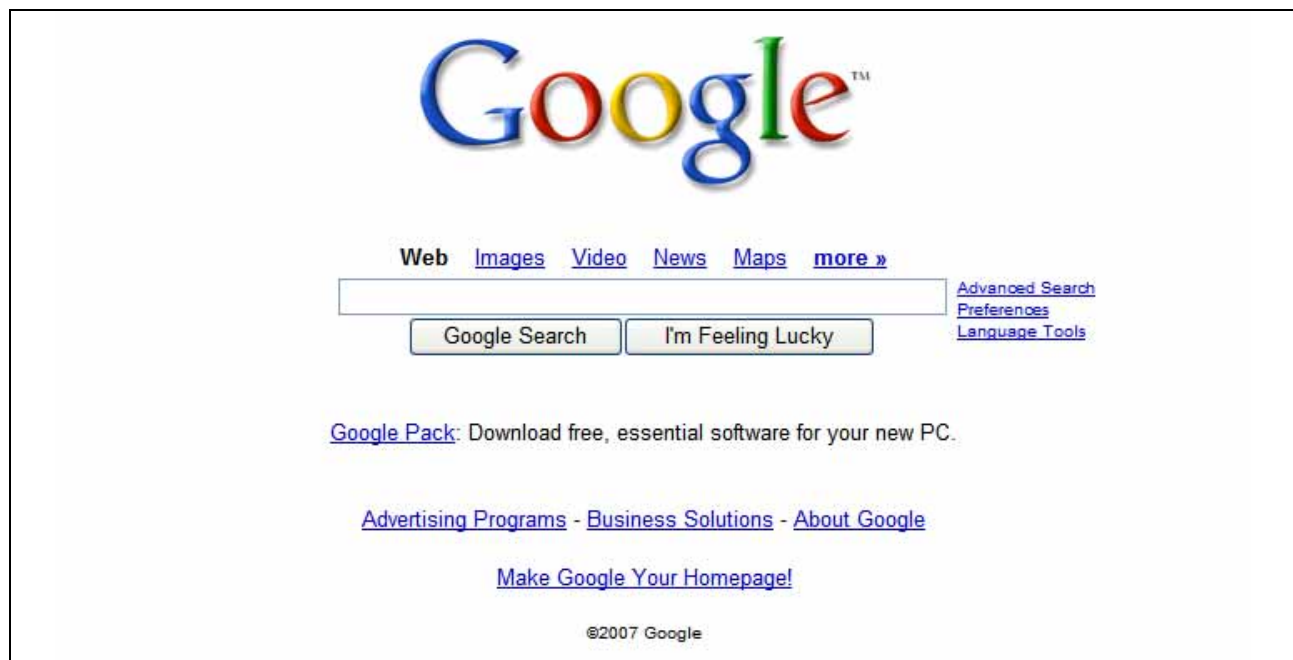 Google™
Web Images Video News Maps more »
Advanced Search
Preferences
Language Tools
Google Search I'm Feeling Lucky
Google Pack: Download free, essential software for your new PC.
Advertising Programs - Business Solutions - About Google
Make Google Your Homepage!
©2007 Google